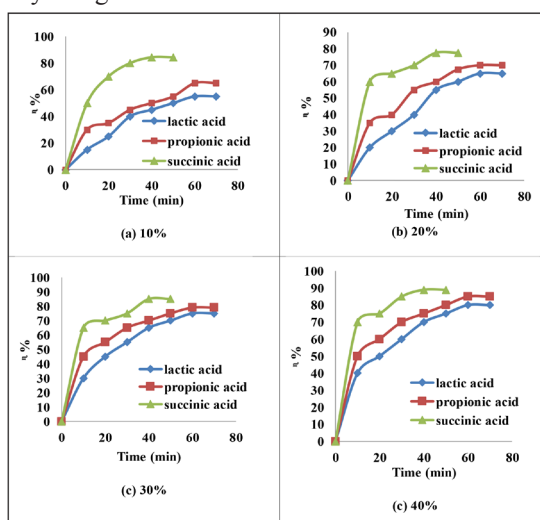 100
80
60
40
20
0
η %
0 20 40 60 80
Time (min)
lactic acid
propionic acid
succinic acid
(a) 10%
90
80
70
60
50
40
30
20
10
0
η %
0 20 40 60 80
Time (min)
lactic acid
propionic acid
succinic acid
(b) 20%
100
90
80
70
60
50
40
30
20
10
0
η %
0 20 40 60 80
Time (min)
lactic acid
propionic acid
succinic acid
(c) 30%
100
90
80
70
60
50
40
30
20
10
0
η %
0 20 40 60 80
Time (min)
lactic acid
propionic acid
succinic acid
(c) 40%